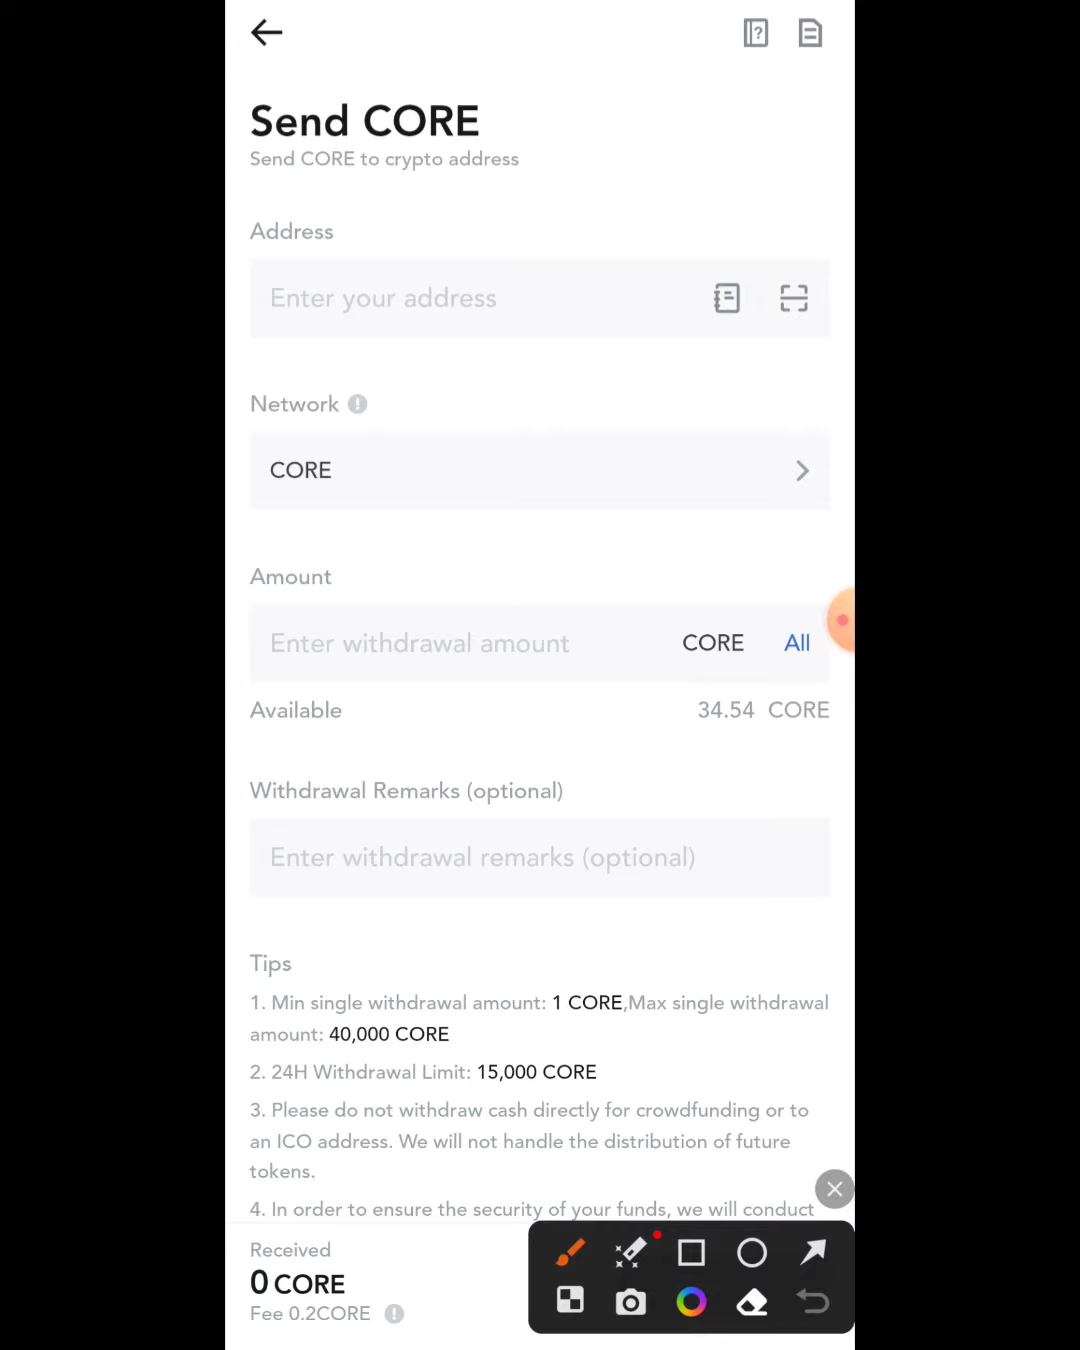 Send CORE
Send CORE to crypto address
Address
Enter your address
Network
CORE
Amount
Enter withdrawal amount CORE All
Available 34.54 CORE
Withdrawal Remarks (optional)
Enter withdrawal remarks (optional)
Tips
1. Min single withdrawal amount: 1 CORE,Max single withdrawal
amount: 40,000 CORE
2. 24H Withdrawal Limit: 15,000 CORE
3. Please do not withdraw cash directly for crowdfunding or to
an ICO address. We will not handle the distribution of future
tokens.
4. In order to ensure the security of your funds, we will conduct
Received
0 CORE
Fee 0.2CORE